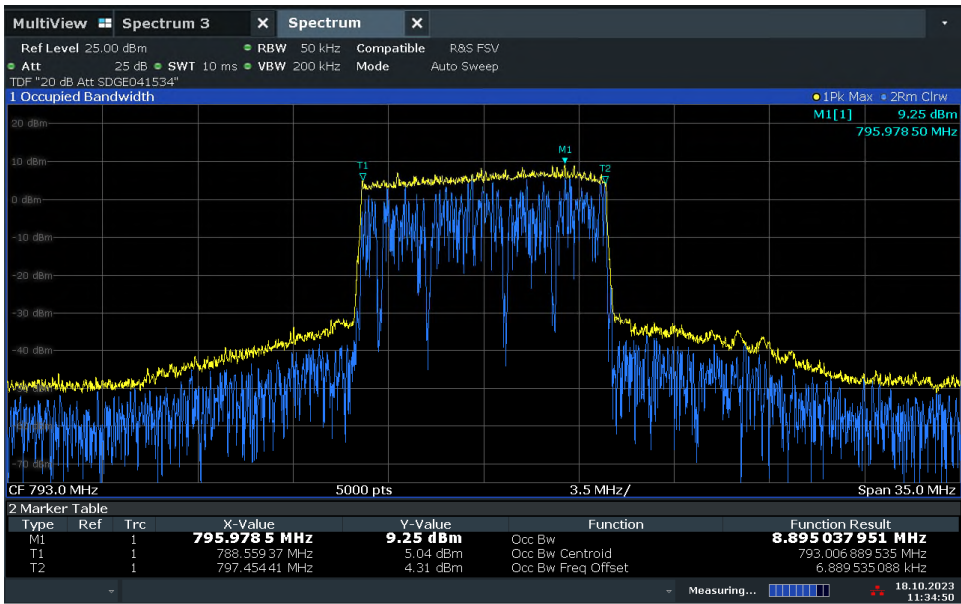 MultiView Spectrum 3 X Spectrum X
Ref Level 25.00 dBm RBW 50 kHz Compatible R&S FSV
Att 25 dB SWT 10 ms VBW 200 kHz Mode Auto Sweep
TDF "20 dB Att SDGE041534"
1 Occupied Bandwidth 1Pk Max 2Rm Clrw
M1[1] 9.25 dBm
795.978 50 MHz
20 dBm
M1
10 dBm
T1
T2
0 dBm
-10 dBm
-20 dBm
-30 dBm
-40 dBm
-70 dBm
CF 793.0 MHz 5000 pts 3.5 MHz/ Span 35.0 MHz
2 Marker Table
Type Ref Trc X-Value Y-Value Function Function Result
M1 1 795.978 5 MHz 9.25 dBm Occ Bw 8.895 037 951 MHz
T1 1 788.559 37 MHz 5.04 dBm Occ Bw Centroid 793.006 889 535 MHz
T2 1 797.454 41 MHz 4.31 dBm Occ Bw Freq Offset 6.889 535 088 kHz
Measuring... 18.10.2023
11:34:50